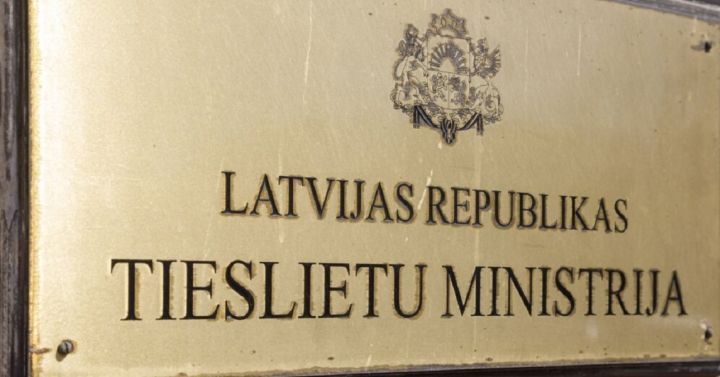 LATVIJAS REPUBLIKAS
TIESLIETU MINISTRIJA